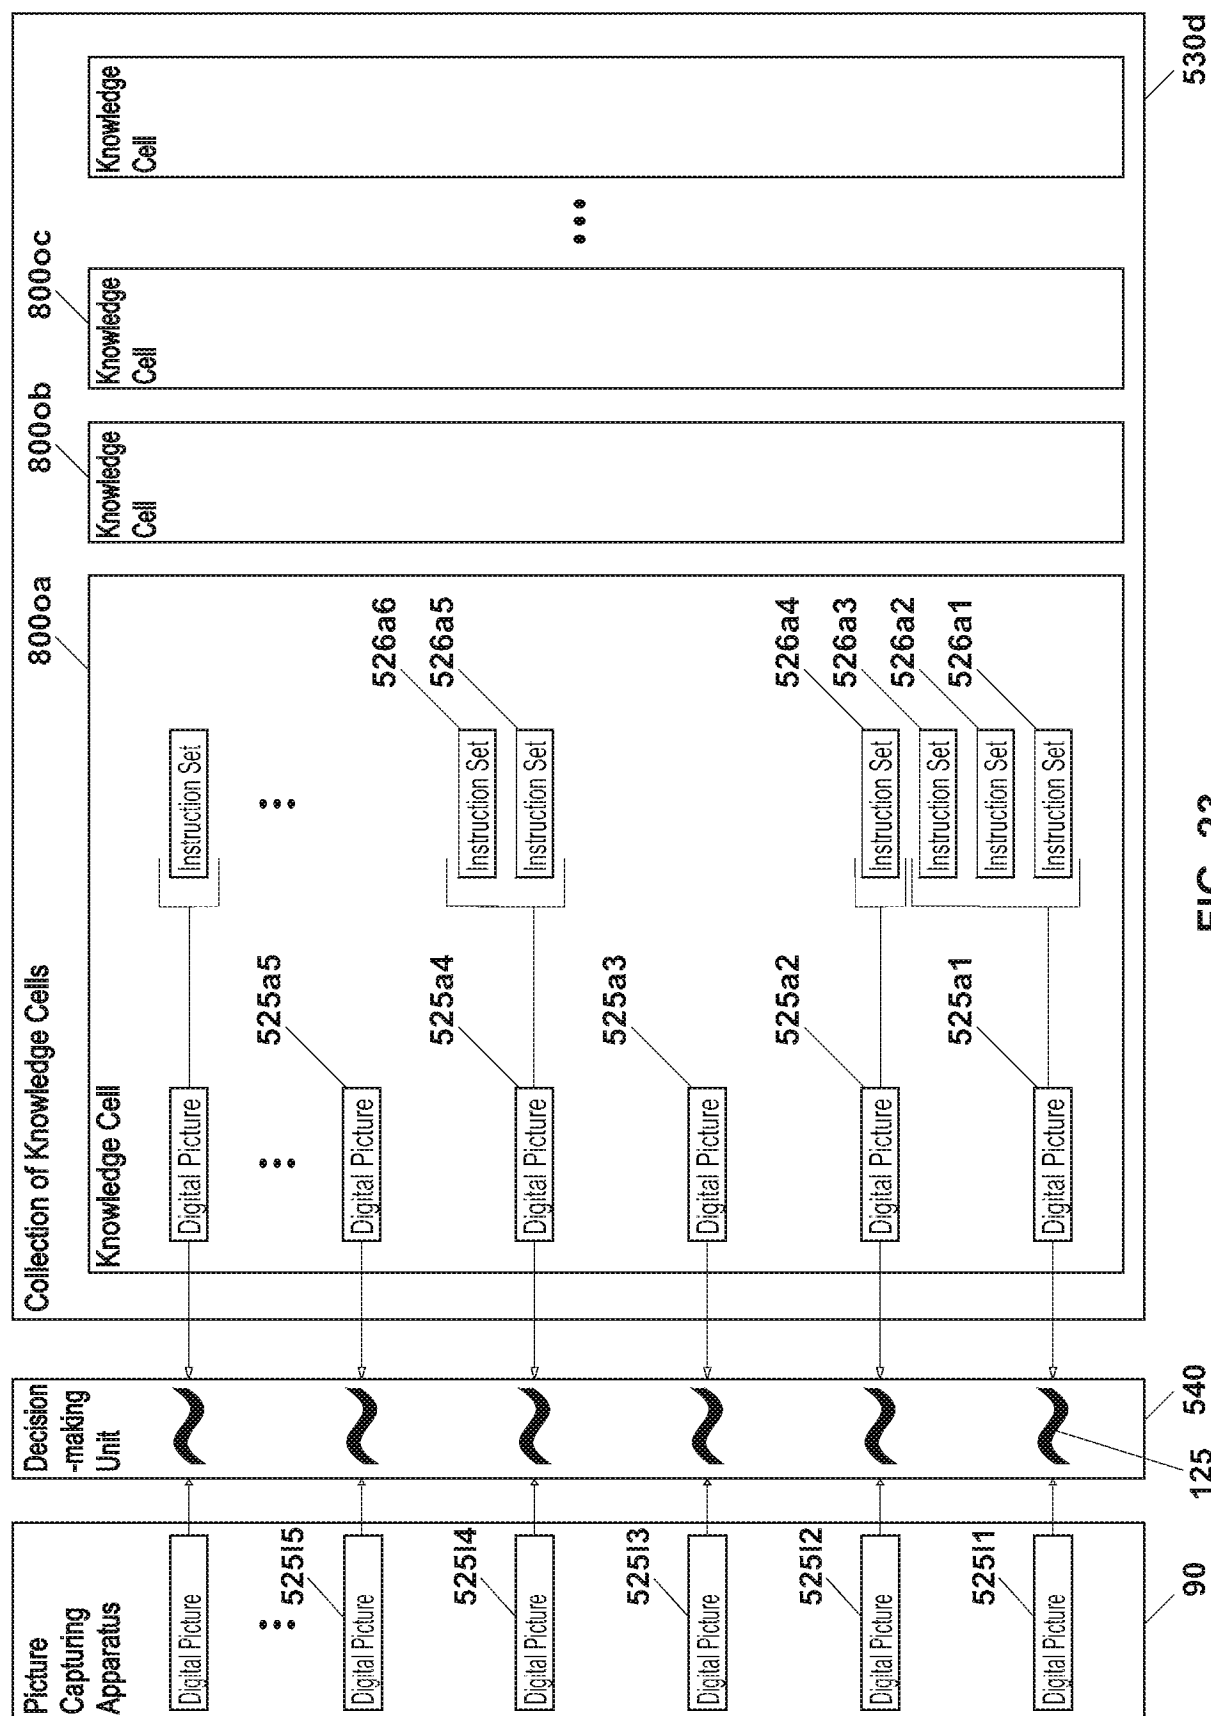 Picture
Capturing
Apparatus
Decision
-making
Unit
Collection of Knowledge Cells
Knowledge Cell
800oa
Knowledge
Cell
800ob
Knowledge
Cell
800oc
Knowledge
Cell
Digital Picture
Digital Picture
Instruction Set
...
...
...
...
525l5
525a5
Digital Picture
Digital Picture
526a6
Instruction Set
525l4
525a4
526a5
Digital Picture
Digital Picture
Instruction Set
525l3
525a3
Digital Picture
Digital Picture
525l2
525a2
526a4
Digital Picture
Digital Picture
Instruction Set
526a3
Instruction Set
526a2
Instruction Set
525l1
525a1
526a1
Digital Picture
Digital Picture
Instruction Set
90
125
540
530d